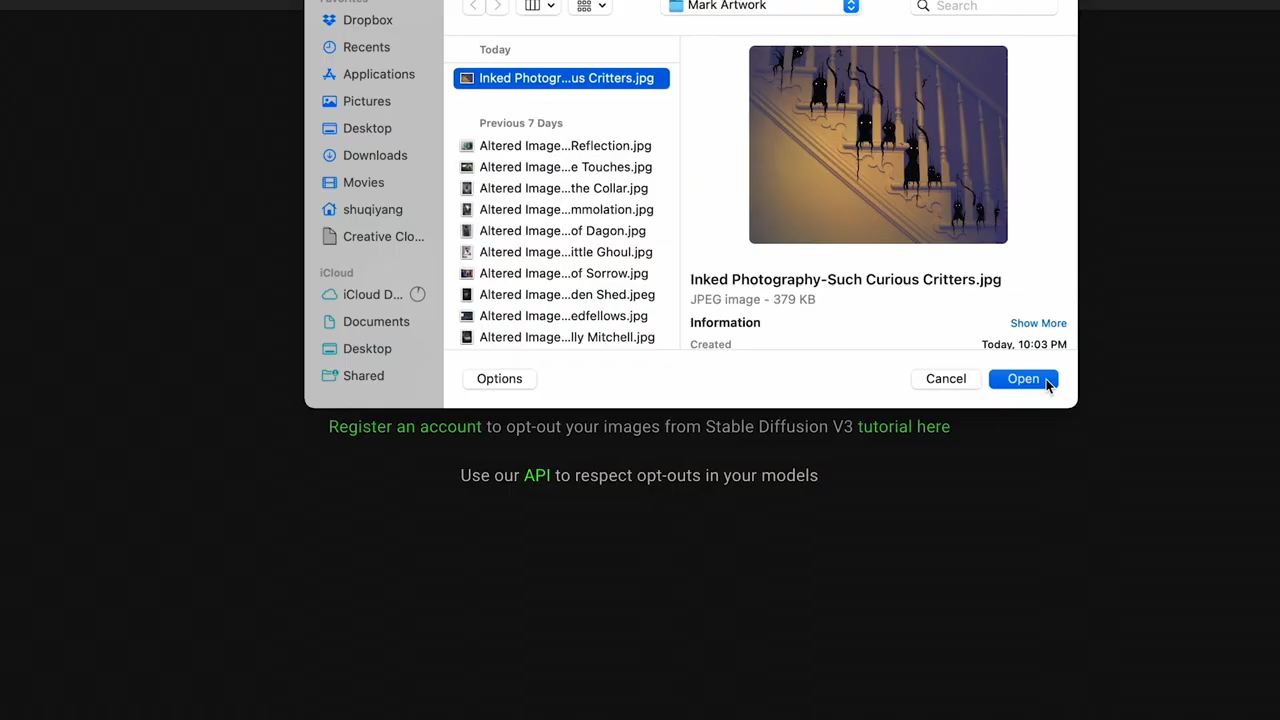 Favorites
Dropbox
Recents
Applications
Pictures
Desktop
Downloads
Movies
shuqiyang
Creative Clo...
iCloud
iCloud D...
Documents
Desktop
Shared
Mark Artwork
Search
Today
Inked Photogr...us Critters.jpg
Previous 7 Days
Altered Image...Reflection.jpg
Altered Image...e Touches.jpg
Altered Image...the Collar.jpg
Altered Image...mmolation.jpg
Altered Image...of Dagon.jpg
Altered Image...ittle Ghoul.jpg
Altered Image...of Sorrow.jpg
Altered Image...den Shed.jpeg
Altered Image...edfellows.jpg
Altered Image...lly Mitchell.jpg
Inked Photography-Such Curious Critters.jpg
JPEG image - 379 KB
Information Show More
Created Today, 10:03 PM
Options Cancel Open
Register an account to opt-out your images from Stable Diffusion V3 tutorial here
Use our API to respect opt-outs in your models